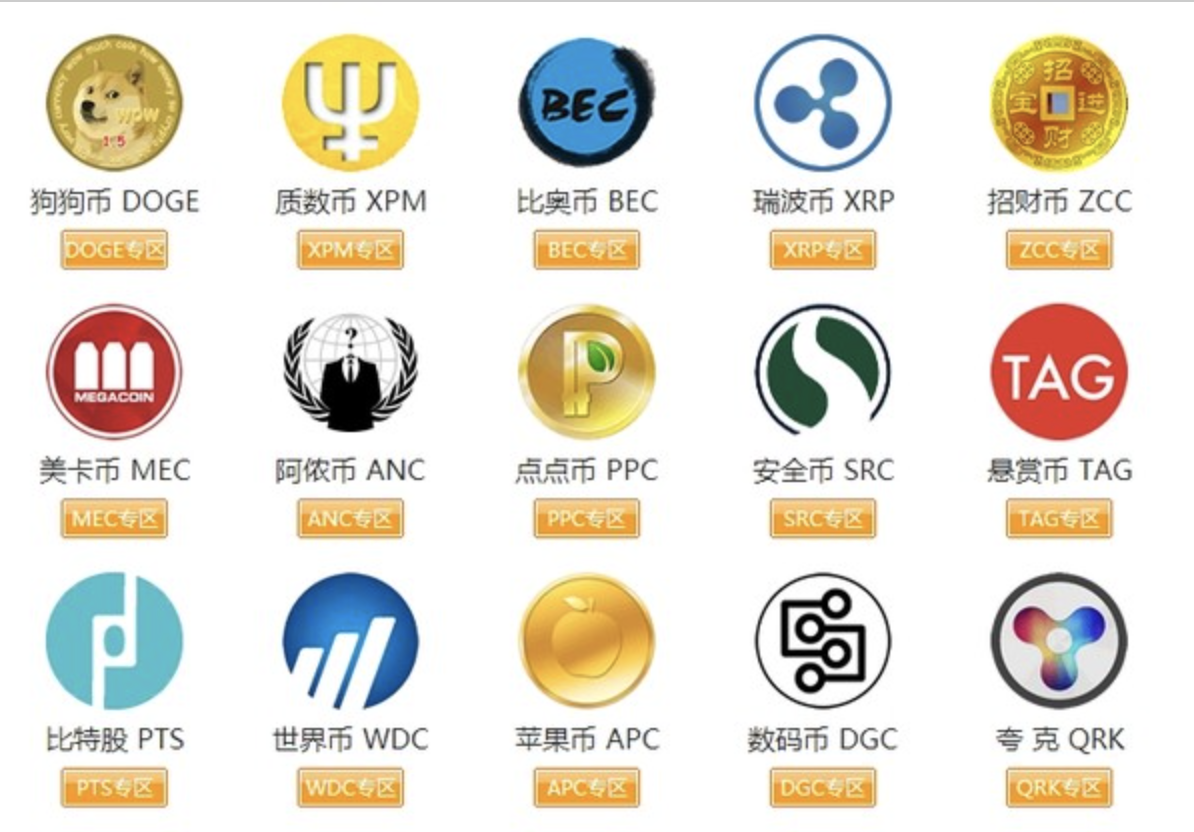 wow much coin how money so crypto
WOW
1.5
BEC
招
宝 进
财
狗狗币 DOGE
质数币 XPM
比奥币 BEC
瑞波币 XRP
招财币 ZCC
DOGE专区
XPM专区
BEC专区
XRP专区
ZCC专区
MEGACOIN
?
TAG
美卡币 MEC
阿侬币 ANC
点点币 PPC
安全币 SRC
悬赏币 TAG
MEC专区
ANC专区
PPC专区
SRC专区
TAG专区
比特股 PTS
世界币 WDC
苹果币 APC
数码币 DGC
夸 克 QRK
PTS专区
WDC专区
APC专区
DGC专区
QRK专区